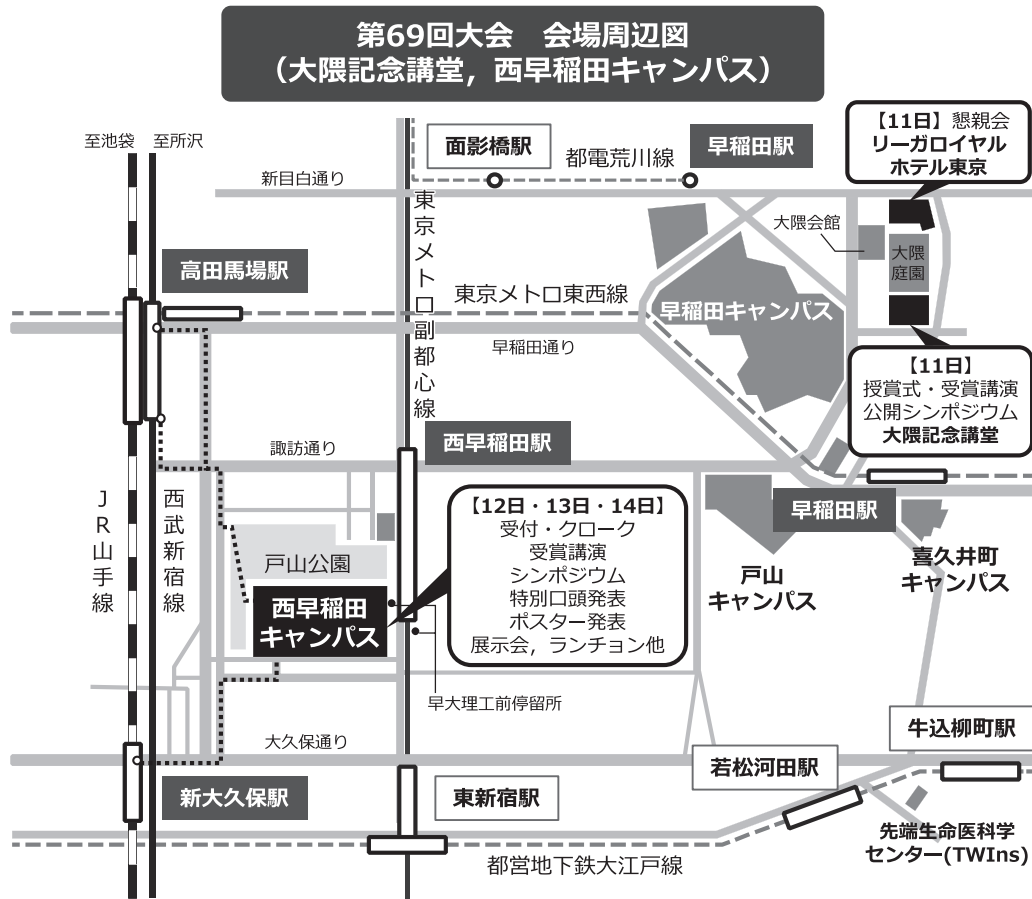 第69回大会　会場周辺図
（大隈記念講堂，西早稲田キャンパス）
至池袋
至所沢
面影橋駅
都電荒川線
早稲田駅
【11日】懇親会
リーガロイヤル
ホテル東京
新目白通り
東京メトロ副都心線
大隈会館
大隈
庭園
高田馬場駅
東京メトロ東西線
早稲田キャンパス
早稲田通り
【11日】
授賞式・受賞講演
公開シンポジウム
大隈記念講堂
諏訪通り
西早稲田駅
JR山手線
西武新宿線
【12日・13日・14日】
受付・クローク
受賞講演
シンポジウム
特別口頭発表
ポスター発表
展示会，ランチョン他
早稲田駅
戸山公園
西早稲田
キャンパス
戸山
キャンパス
喜久井町
キャンパス
早大理工前停留所
大久保通り
牛込柳町駅
若松河田駅
新大久保駅
東新宿駅
先端生命医科学
センター(TWIns)
都営地下鉄大江戸線